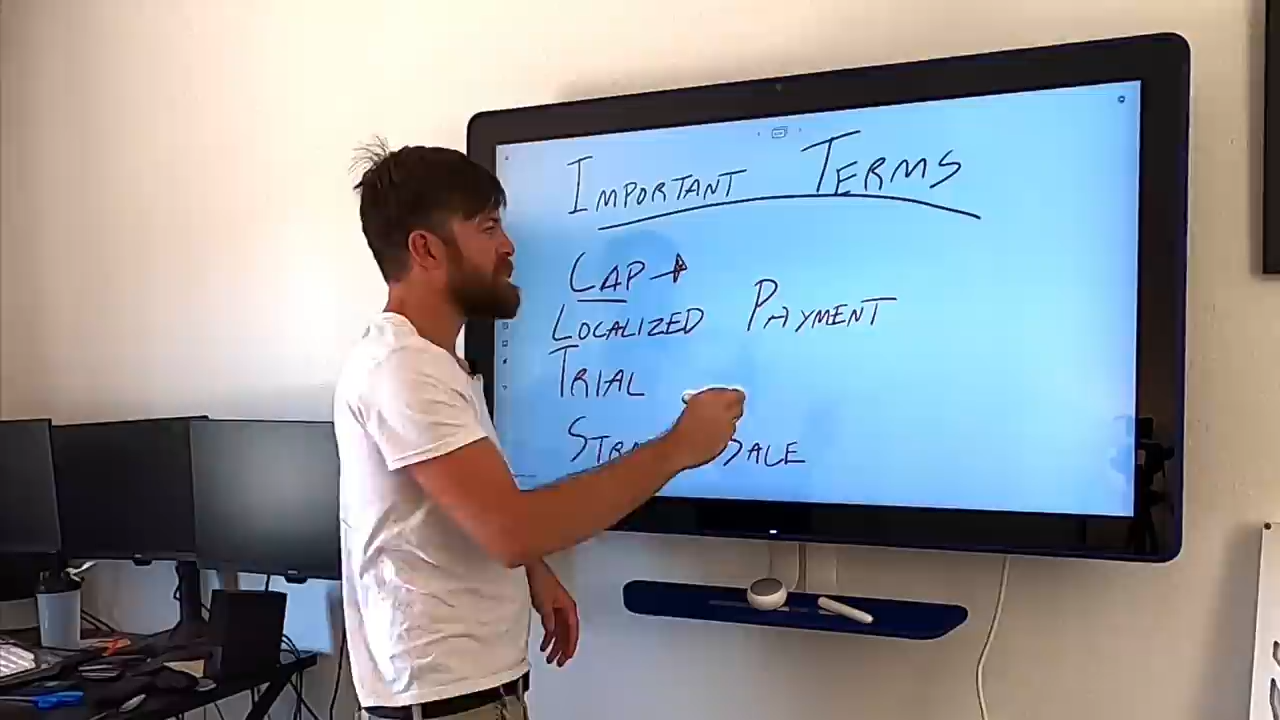 IMPORTANT TERMS
CAP →
LOCALIZED PAYMENT
TRIAL
SALE